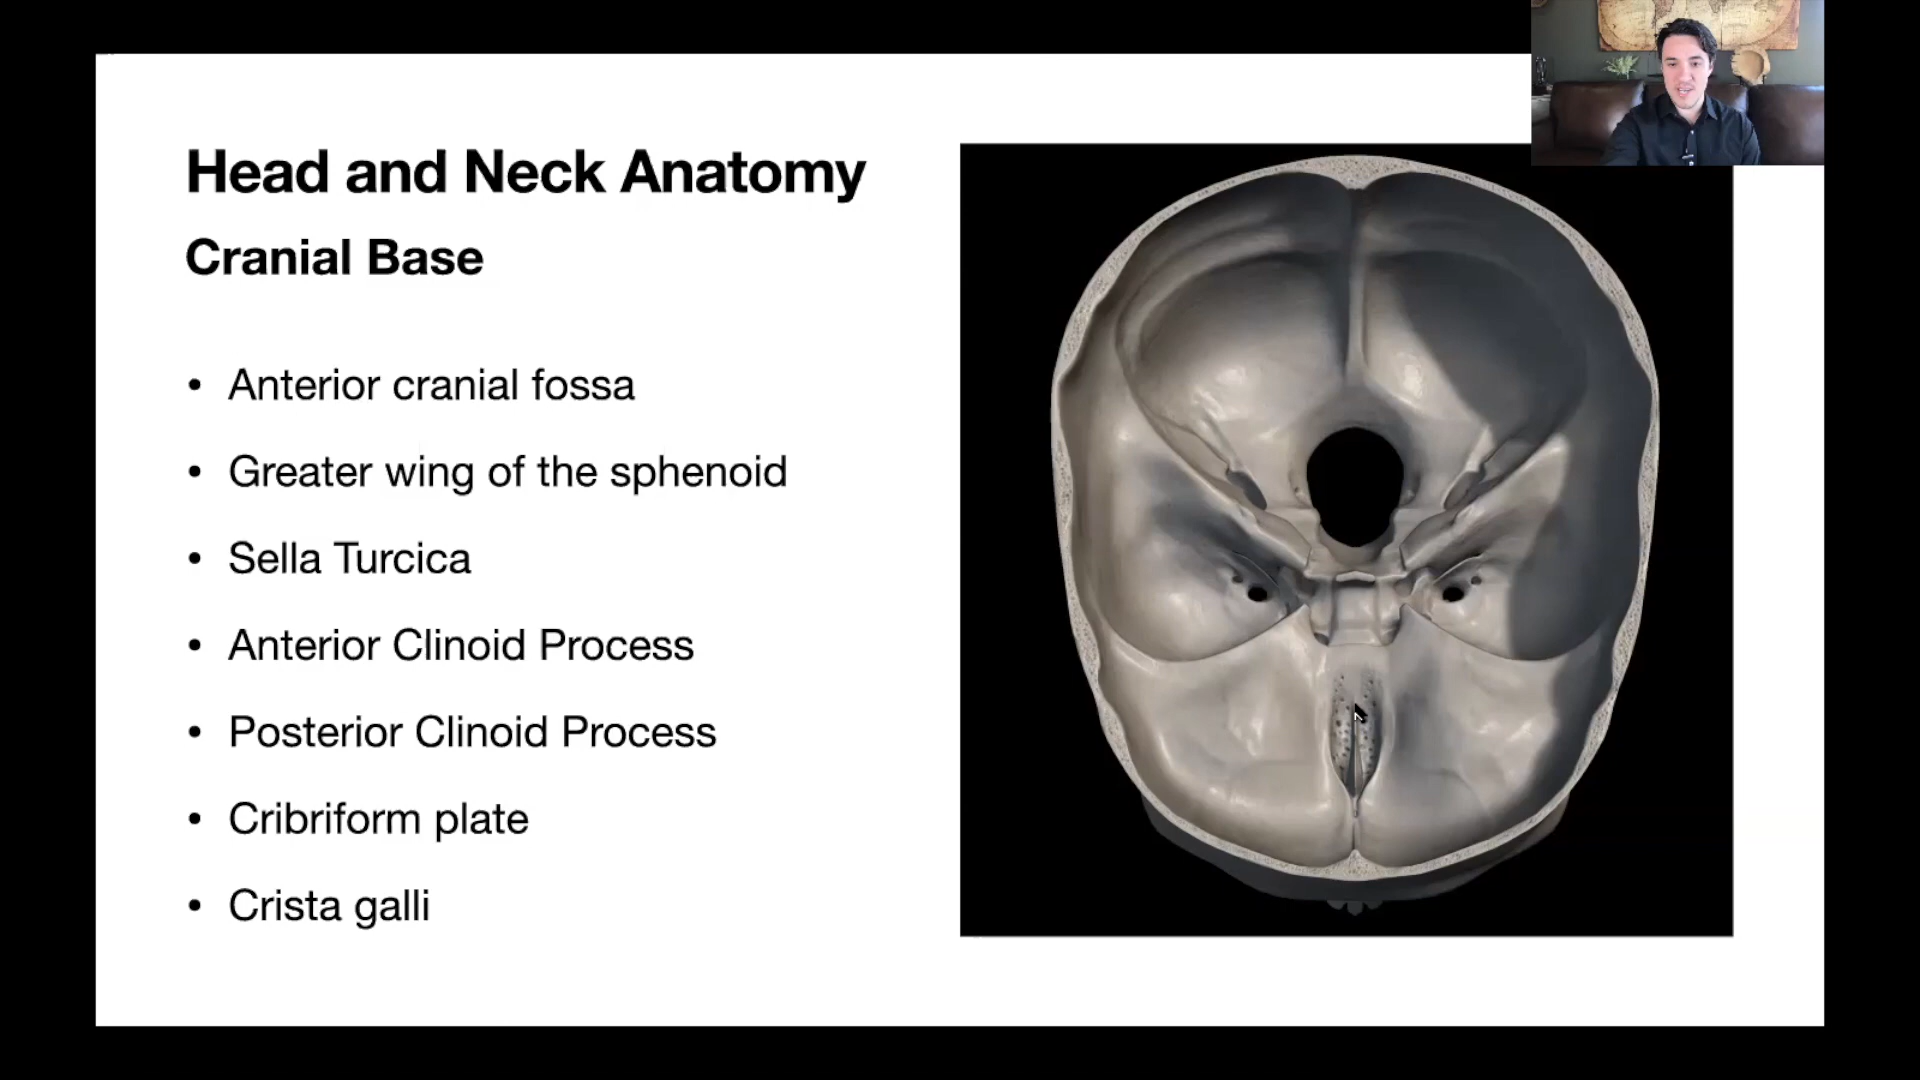 Head and Neck Anatomy
Cranial Base
• Anterior cranial fossa
• Greater wing of the sphenoid
• Sella Turcica
• Anterior Clinoid Process
• Posterior Clinoid Process
• Cribriform plate
• Crista galli